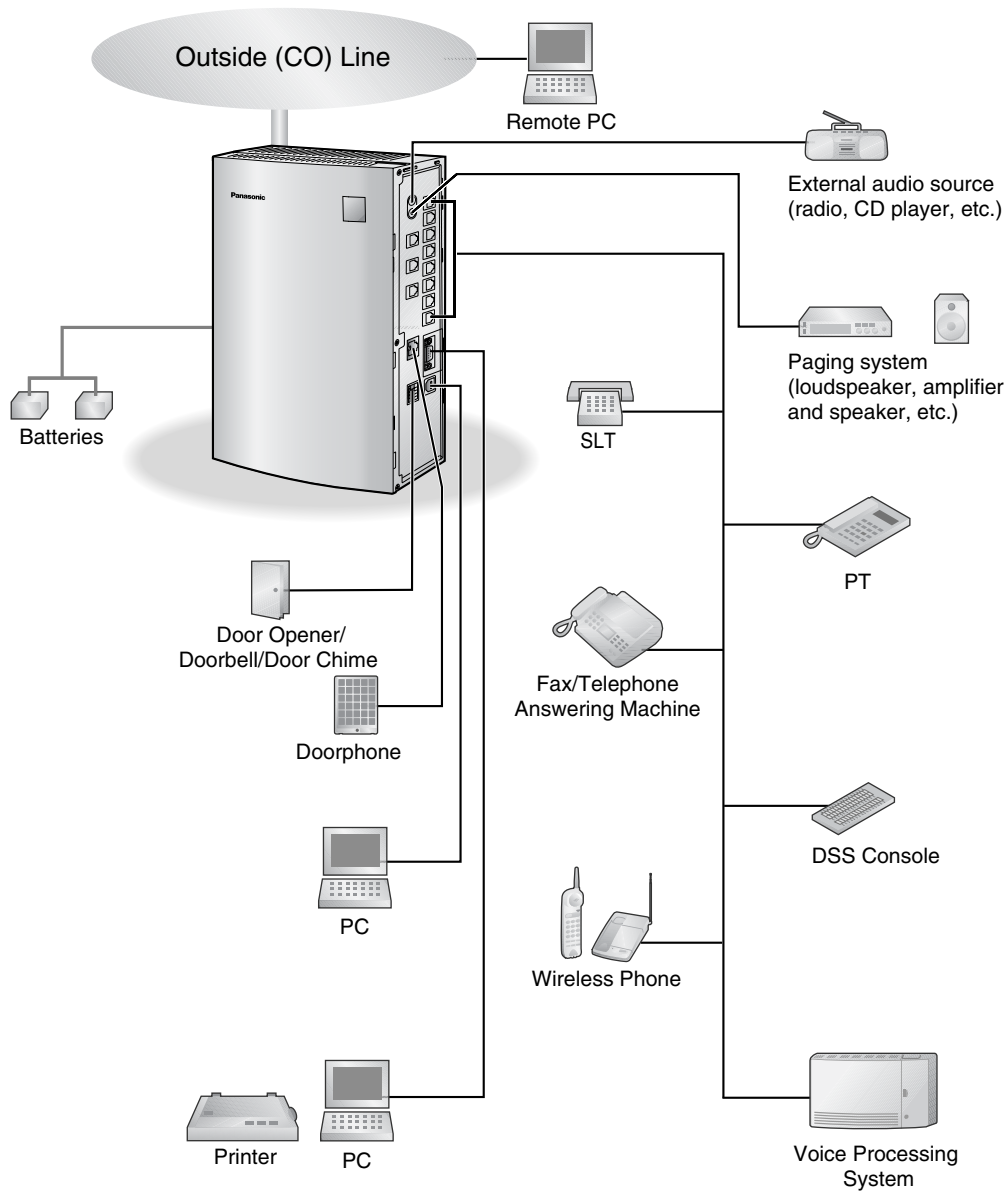 Outside (CO) Line
Remote PC
Panasonic
External audio source
(radio, CD player, etc.)
Paging system
(loudspeaker, amplifier
and speaker, etc.)
Batteries
SLT
PT
Door Opener/
Doorbell/Door Chime
Fax/Telephone
Answering Machine
Doorphone
DSS Console
PC
Wireless Phone
Printer
PC
Voice Processing
System